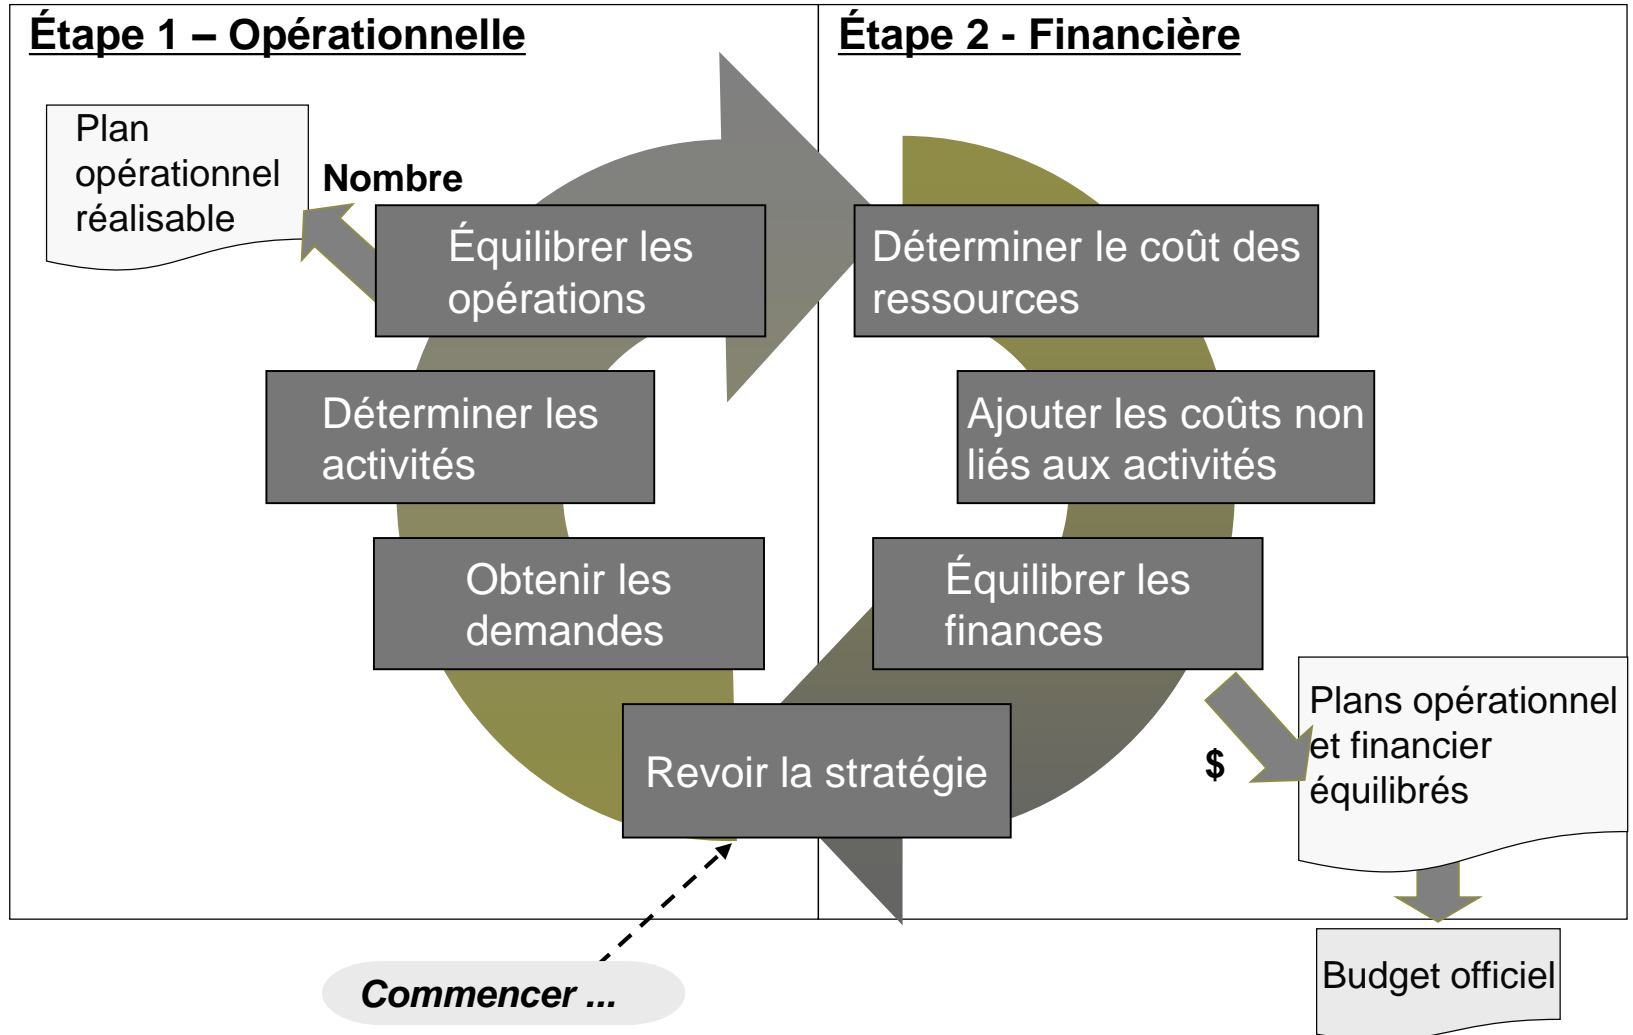 Étape 1 – Opérationnelle
Étape 2 - Financière
Plan
opérationnel
réalisable
Nombre
Équilibrer les
opérations
Déterminer le coût des
ressources
Déterminer les
activités
Ajouter les coûts non
liés aux activités
Obtenir les
demandes
Équilibrer les
finances
Revoir la stratégie
$
Plans opérationnel
et financier
équilibrés
Commencer ...
Budget officiel